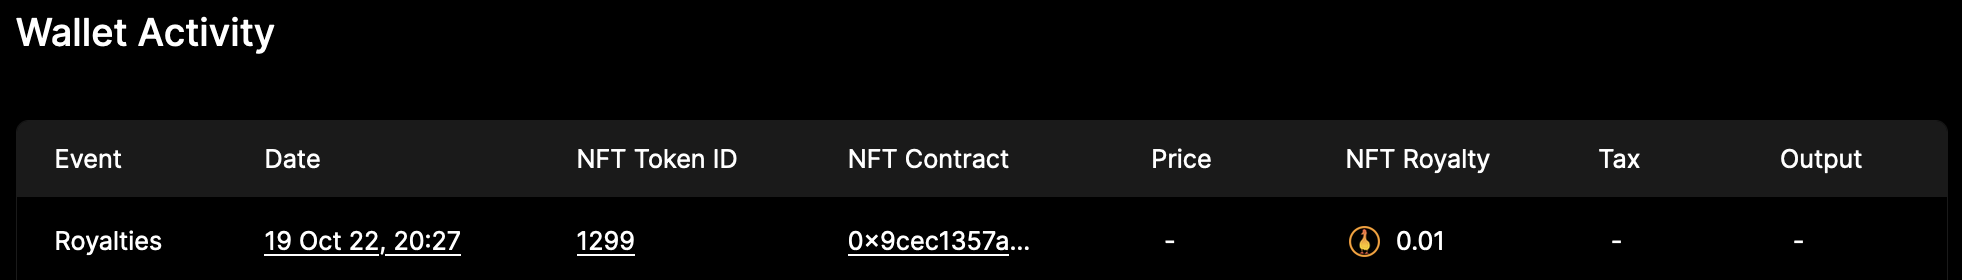 Wallet Activity
Event Date NFT Token ID NFT Contract Price NFT Royalty Tax Output
Royalties 19 Oct 22, 20:27 1299 0x9cec1357a... - 0.01 - -